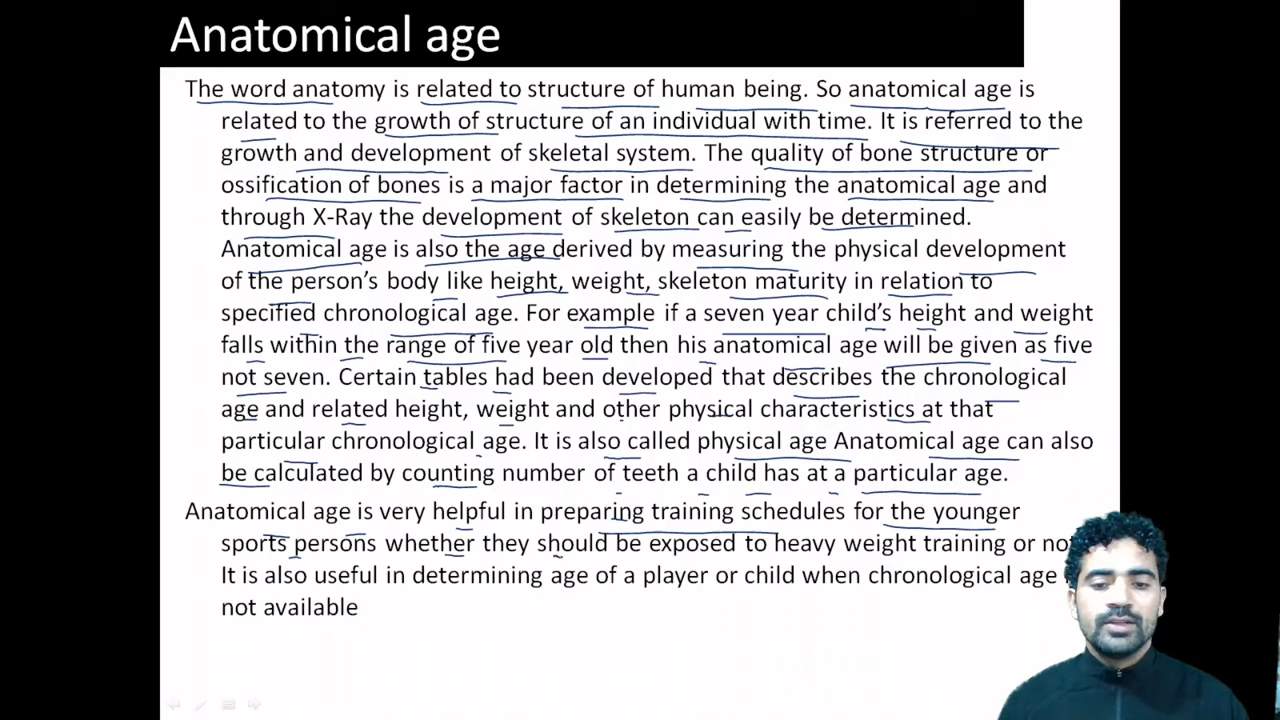 Anatomical age
The word anatomy is related to structure of human being. So anatomical age is
related to the growth of structure of an individual with time. It is referred to the
growth and development of skeletal system. The quality of bone structure or
ossification of bones is a major factor in determining the anatomical age and
through X-Ray the development of skeleton can easily be determined.
Anatomical age is also the age derived by measuring the physical development
of the person's body like height, weight, skeleton maturity in relation to
specified chronological age. For example if a seven year child's height and weight
falls within the range of five year old then his anatomical age will be given as five
not seven. Certain tables had been developed that describes the chronological
age and related height, weight and other physical characteristics at that
particular chronological age. It is also called physical age Anatomical age can also
be calculated by counting number of teeth a child has at a particular age.
Anatomical age is very helpful in preparing training schedules for the younger
sports persons whether they should be exposed to heavy weight training or
It is also useful in determining age of a player or child when chronological age
not available